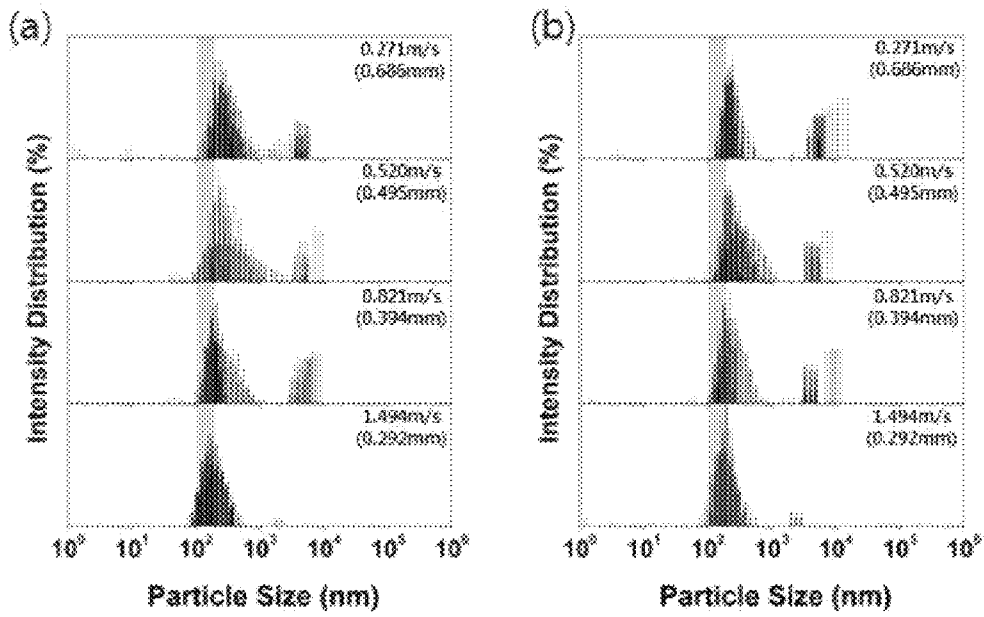 (a)
Intensity Distribution (%)
0.271m/s
(0.686mm)
0.520m/s
(0.495mm)
0.821m/s
(0.394mm)
1.494m/s
(0.292mm)
10⁰ 10¹ 10² 10³ 10⁴ 10⁵ 10⁶
Particle Size (nm)
(b)
Intensity Distribution (%)
0.271m/s
(0.686mm)
0.520m/s
(0.495mm)
0.821m/s
(0.394mm)
1.494m/s
(0.292mm)
10⁰ 10¹ 10² 10³ 10⁴ 10⁵ 10⁶
Particle Size (nm)